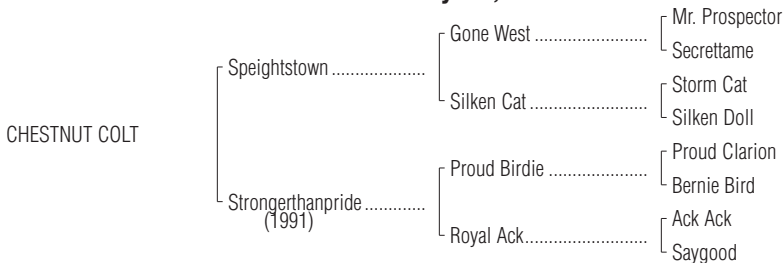 Mr. Prospector
Gone West ........................
Secrettame
Speightstown ....................
Storm Cat
Silken Cat .........................
Silken Doll
CHESTNUT COLT
Proud Clarion
Proud Birdie .....................
Bernie Bird
Strongerthanpride .............
(1991)
Ack Ack
Royal Ack..........................
Saygood